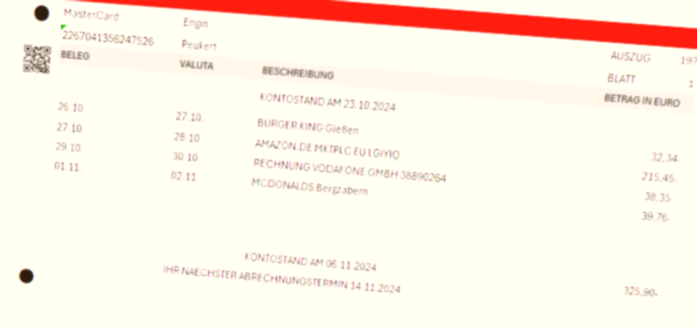 MasterCard Engin
2267041356247526 Peukert AUSZUG 197
BLATT 1
BELEG VALUTA BESCHREIBUNG BETRAG IN EURO
KONTOSTAND AM 23.10.2024
26.10 27.10. BURGER KING Gießen 32,34-
27.10. 28.10. AMAZON.DE MKTPLC EU LGIYIQ 215,45-
29.10. 30.10 RECHNUNG VODAFONE GMBH 38890264 38,35-
01.11. 02.11. MCDONALDS Bergzabern 39,76-
KONTOSTAND AM 06.11.2024 325,90-
IHR NAECHSTER ABRECHNUNGSTERMIN 14.11.2024